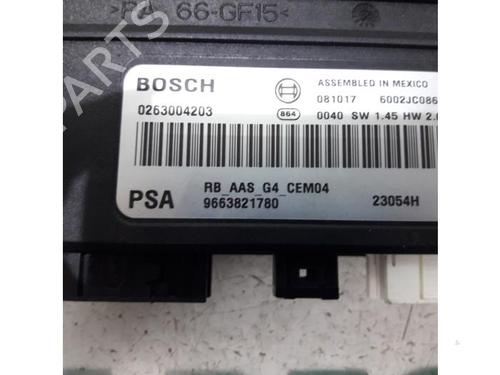 >PA 66-GF15<
BOSCH
ASSEMBLED IN MEXICO
081017 6002JC086
0263004203
864
0040 SW 1.45 HW 2.0
RB_AAS_G4_CEM04
PSA
9663821780
23054H